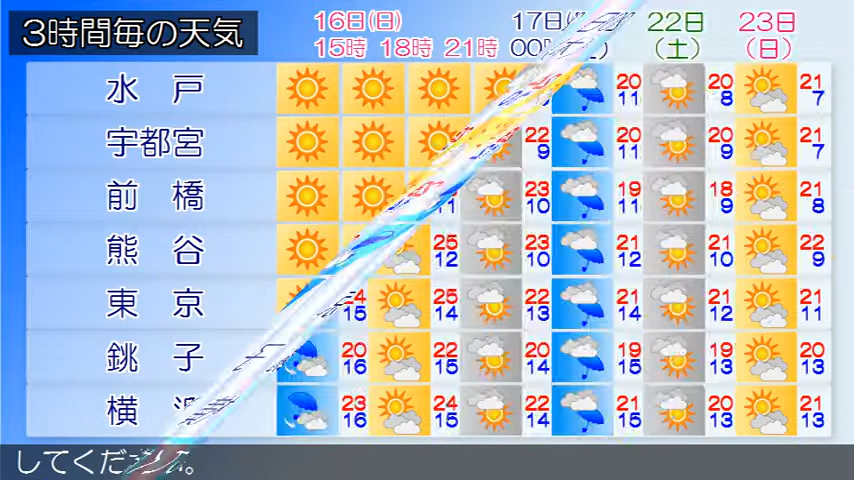 3時間毎の天気
16日(日) 17日 22日 23日
15時 18時 21時 00 (土) (日)
水 戸 20 11 20 8 21 7
宇都宮 22 9 20 11 20 9 21 7
前 橋 11 23 10 19 11 18 9 21 8
熊 谷 25 12 23 10 21 12 21 10 22 9
東 京 15 25 14 22 13 21 14 21 12 21 11
銚 子 20 16 22 15 20 14 19 15 19 13 20 13
横 23 16 24 15 22 14 21 15 20 13 21 13
してくだ